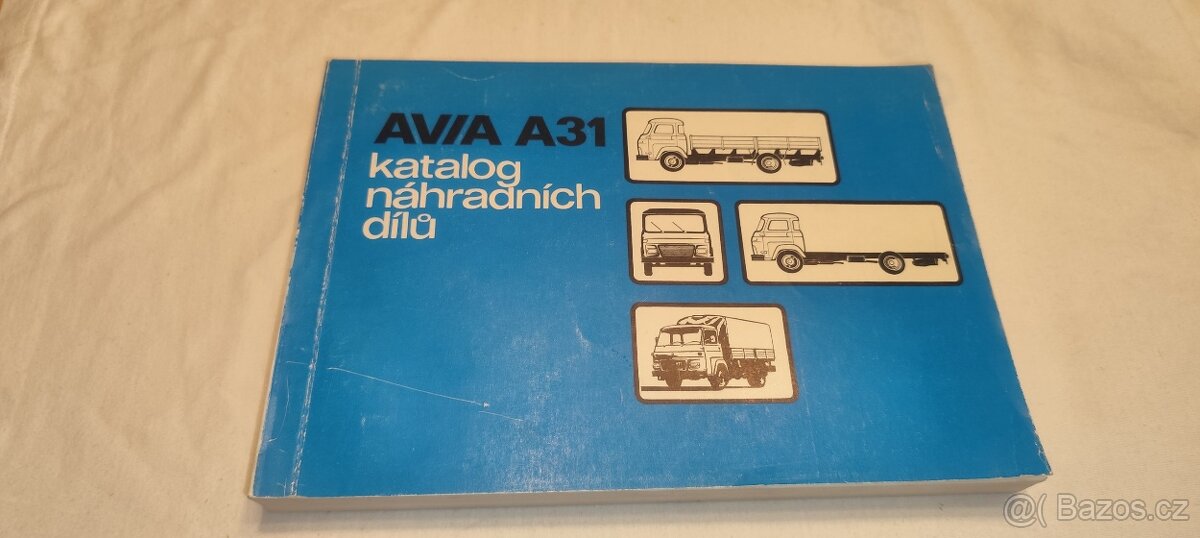 AVIA A31
katalog
náhradních
dílů
@( Bazos.cz